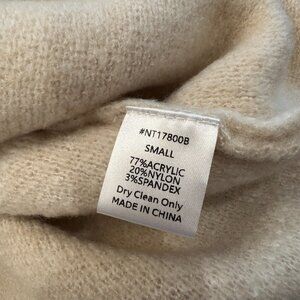 #NT17800B
SMALL
77%ACRYLIC
20%NYLON
3%SPANDEX
Dry Clean Only
MADE IN CHINA